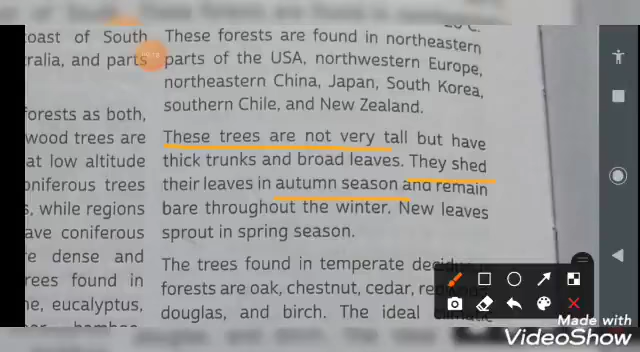 coast of South
ralia, and parts
forests as both,
wood trees are
at low altitude
oniferous trees
s, while regions
ave coniferous
e dense and
rees found in
ne, eucalyptus,
These forests are found in northeastern
parts of the USA, northwestern Europe,
northeastern China, Japan, South Korea,
southern Chile, and New Zealand.
These trees are not very tall but have
thick trunks and broad leaves. They shed
their leaves in autumn season and remain
bare throughout the winter. New leaves
sprout in spring season.
The trees found in temperate
forests are oak, chestnut, cedar,
douglas, and birch. The ideal
Made with
VideoShow